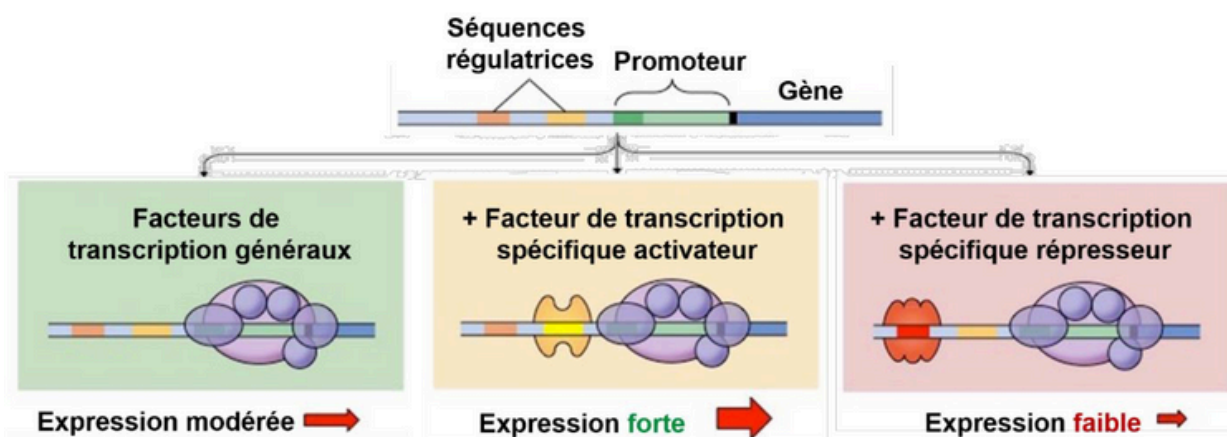 Séquences
régulatrices
Promoteur
Gène
Facteurs de
transcription généraux
+ Facteur de transcription
spécifique activateur
+ Facteur de transcription
spécifique répresseur
Expression modérée
Expression forte
Expression faible